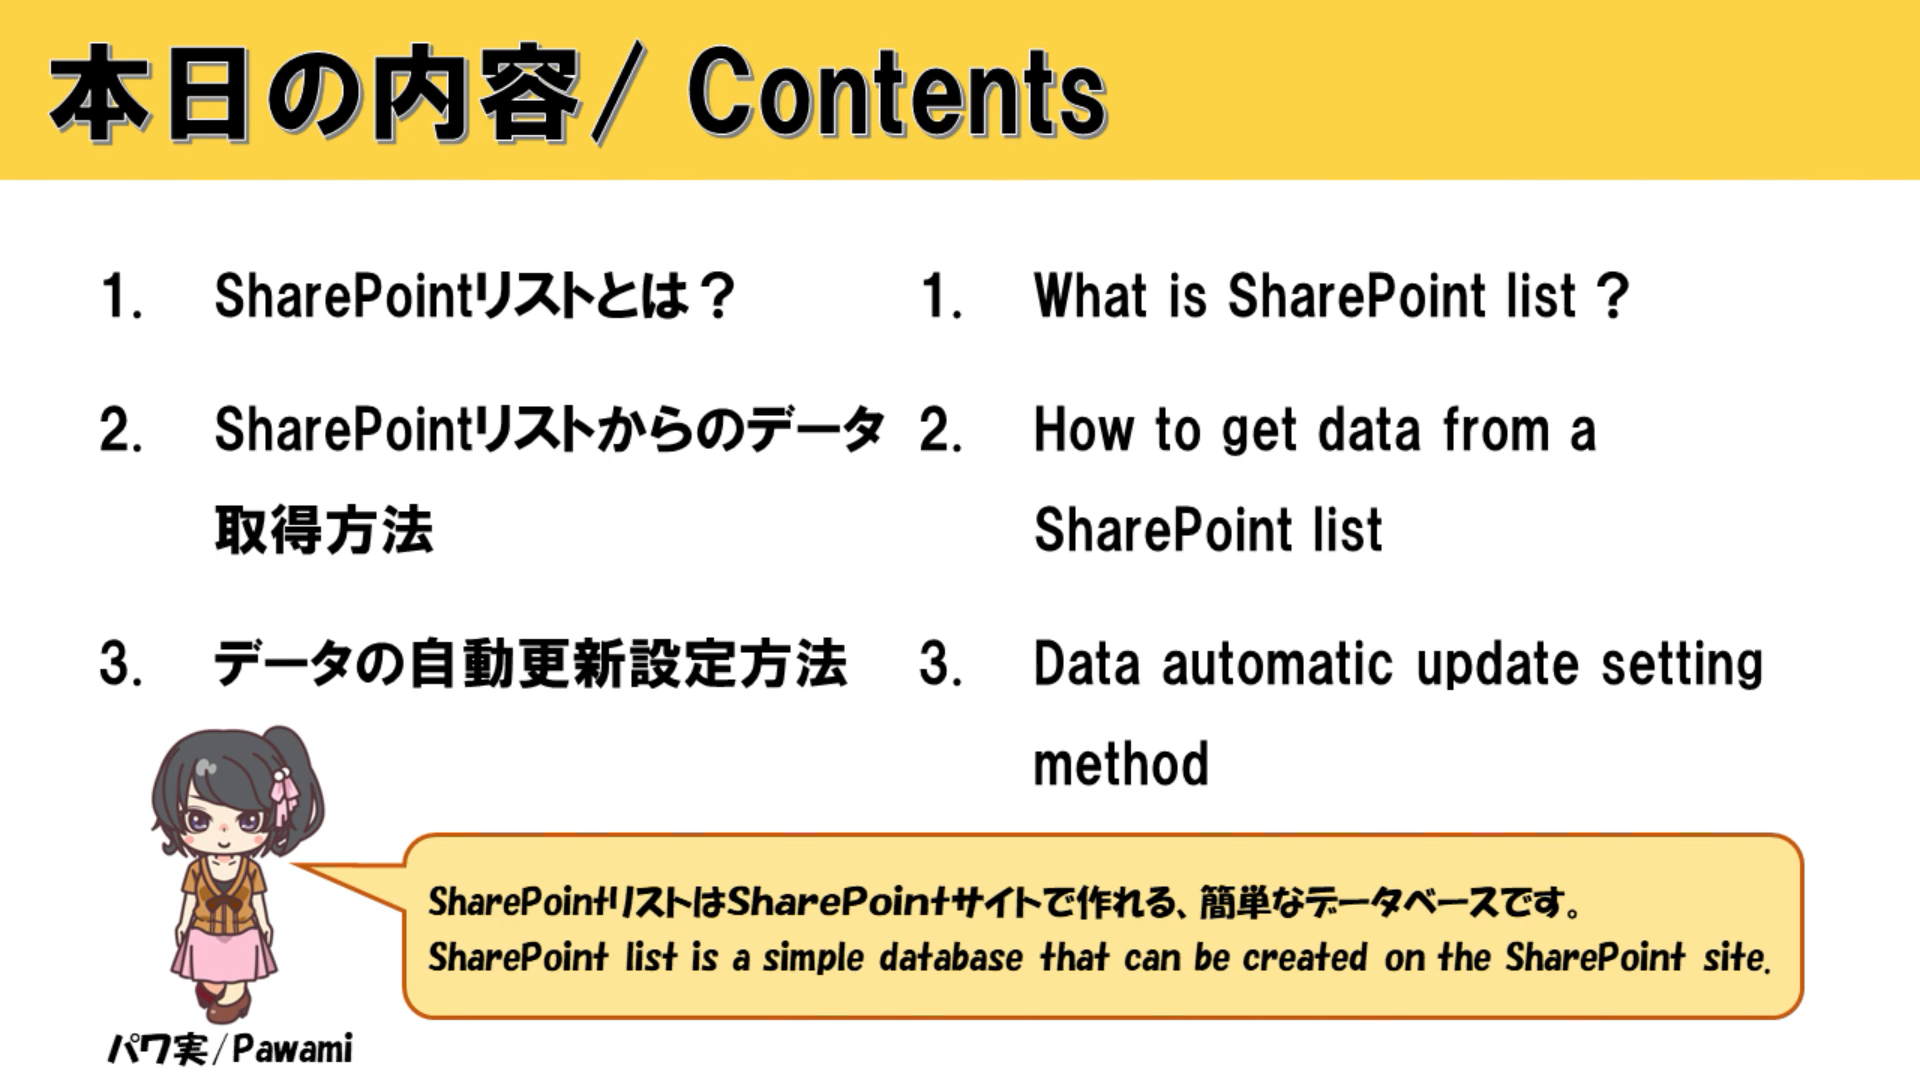 本日の内容/ Contents
1. SharePointリストとは？
2. SharePointリストからのデータ
取得方法
3. データの自動更新設定方法
1. What is SharePoint list ？
2. How to get data from a
SharePoint list
3. Data automatic update setting
method
SharePointリストはSharePointサイトで作れる、簡単なデータベースです。
SharePoint list is a simple database that can be created on the SharePoint site.
パワ実/Pawami